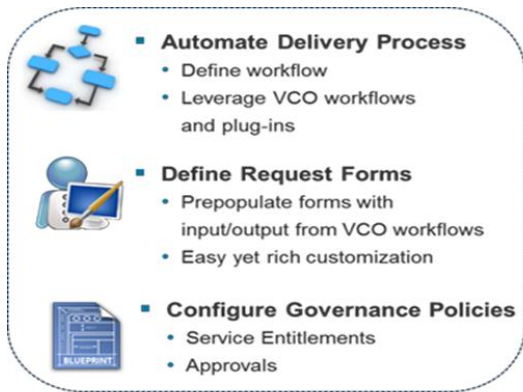 ▪ Automate Delivery Process
• Define workflow
• Leverage VCO workflows
and plug-ins
▪ Define Request Forms
• Prepopulate forms with
input/output from VCO workflows
• Easy yet rich customization
▪ Configure Governance Policies
• Service Entitlements
• Approvals
BLUEPRINT